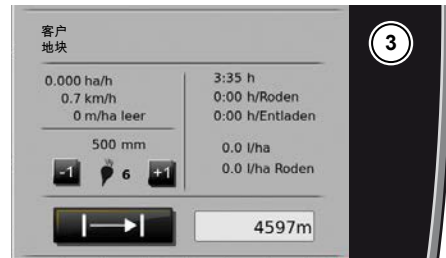 客户
地块
0.000 ha/h
0.7 km/h
0 m/ha leer
3:35 h
0:00 h/Roden
0:00 h/Entladen
500 mm
-1
6
+1
0.0 l/ha
0.0 l/ha Roden
4597m
3